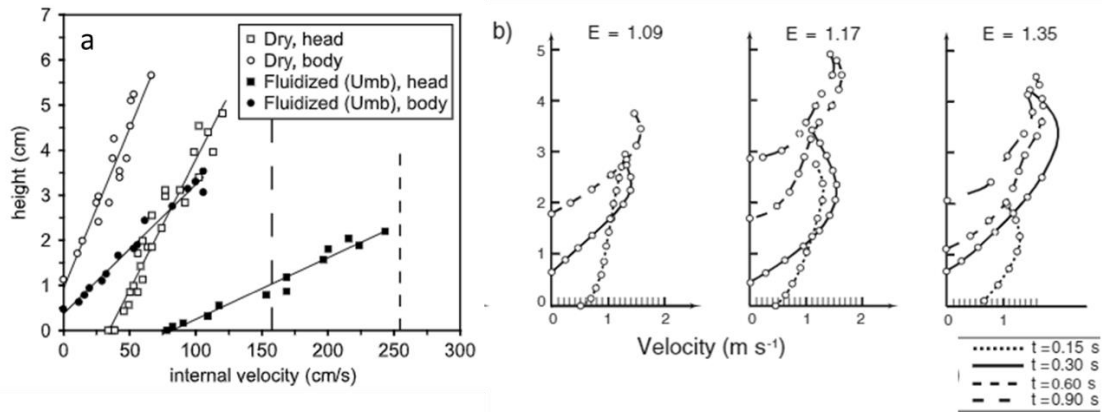 a
Dry, head
Dry, body
Fluidized (Umb), head
Fluidized (Umb), body
height (cm)
7
6
5
4
3
2
1
0
0 50 100 150 200 250 300
internal velocity (cm/s)
b)
E = 1.09
E = 1.17
E = 1.35
5
4
3
2
1
0
0 1 2
0 1 2
0 1
Velocity (m s⁻¹)
t=0.15 s
t=0.30 s
t=0.60 s
t=0.90 s